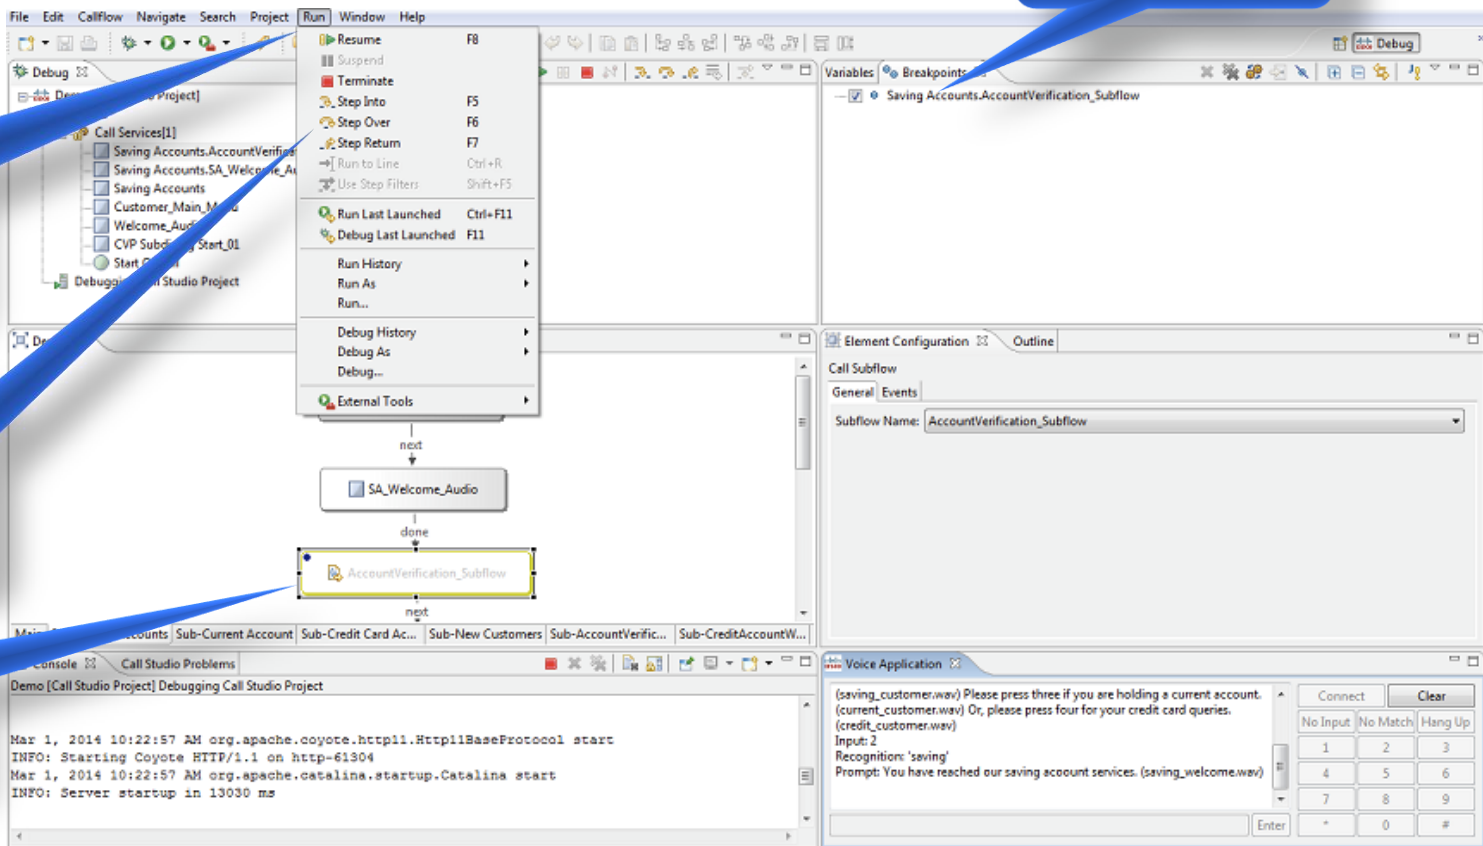 File Edit Callflow Navigate Search Project Run Window Help
Debug
Debug
Project]
Call Services[1]
Saving Accounts.AccountVerifica
Saving Accounts.SA_Welcome_Au
Saving Accounts
Customer_Main_M
Welcome_Aud
CVP Subd Start_01
Start
Debugg Studio Project
Resume F8
Suspend
Terminate
Step Into F5
Step Over F6
Step Return F7
Run to Line Ctrl+R
Use Step Filters Shift+F5
Run Last Launched Ctrl+F11
Debug Last Launched F11
Run History
Run As
Run...
Debug History
Debug As
Debug...
External Tools
Variables Breakpoints
Saving Accounts.AccountVerification_Subflow
next
SA_Welcome_Audio
done
AccountVerification_Subflow
next
counts Sub-Current Account Sub-Credit Card Ac... Sub-New Customers Sub-AccountVerific... Sub-CreditAccountW...
Element Configuration Outline
Call Subflow
General Events
Subflow Name: AccountVerification_Subflow
Console Call Studio Problems
Demo [Call Studio Project] Debugging Call Studio Project
Mar 1, 2014 10:22:57 AM org.apache.coyote.http11.Http11BaseProtocol start
INFO: Starting Coyote HTTP/1.1 on http-61304
Mar 1, 2014 10:22:57 AM org.apache.catalina.startup.Catalina start
INFO: Server startup in 13030 ms
Voice Application
(saving_customer.wav) Please press three if you are holding a current account.
(current_customer.wav) Or, please press four for your credit card queries.
(credit_customer.wav)
Input: 2
Recognition: 'saving'
Prompt: You have reached our saving account services. (saving_welcome.wav)
Enter
Connect Clear
No Input No Match Hang Up
1 2 3
4 5 6
7 8 9
* 0 #